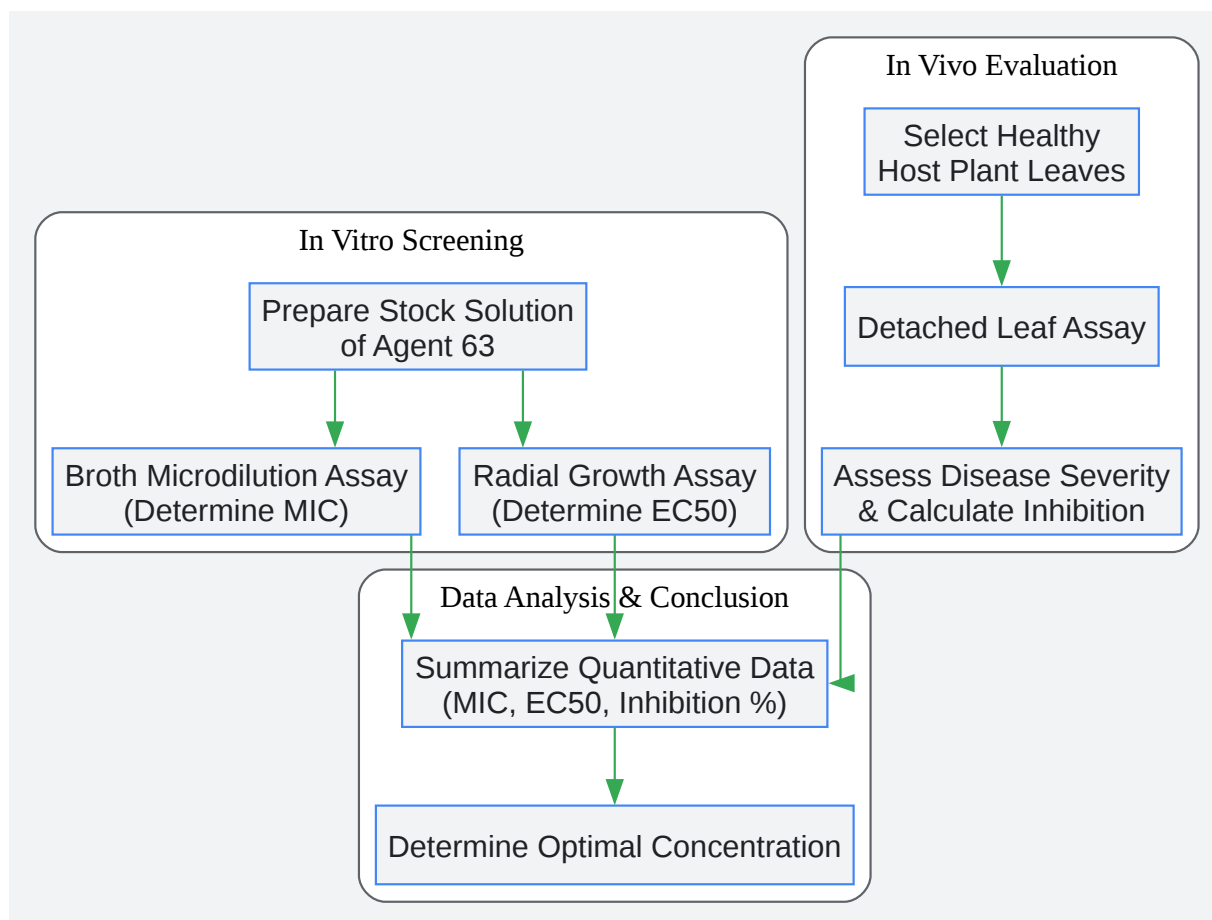 In Vitro Screening
Prepare Stock Solution
of Agent 63
Broth Microdilution Assay
(Determine MIC)
Radial Growth Assay
(Determine EC50)
In Vivo Evaluation
Select Healthy
Host Plant Leaves
Detached Leaf Assay
Assess Disease Severity
& Calculate Inhibition
Data Analysis & Conclusion
Summarize Quantitative Data
(MIC, EC50, Inhibition %)
Determine Optimal Concentration